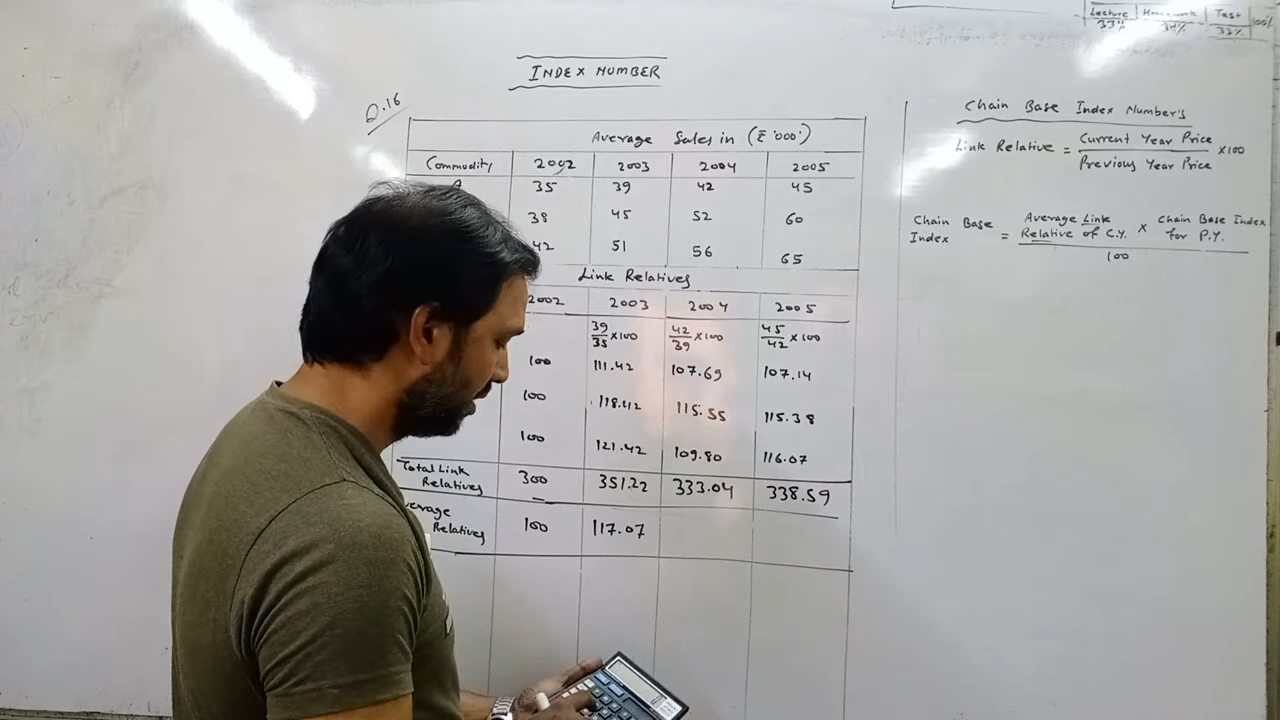 Lecture Homework Test 100%
33% 34% 33%
INDEX NUMBER
Q.16
Average Sales in (₹ '000')
Commodity 2002 2003 2004 2005
35 39 42 45
38 45 52 60
42 51 56 65
Link Relatives
2002 2003 2004 2005
39/35 ×100 42/39 ×100 45/42 ×100
100 111.42 107.69 107.14
100 118.42 115.55 115.38
100 121.42 109.80 116.07
Total Link
Relatives 300 351.22 333.04 338.59
Relatives 100 117.07
Chain Base Index Number's
Link Relative = Current Year Price / Previous Year Price ×100
Chain Base Index = Average Link Relative of C.Y. × Chain Base Index for P.Y. / 100